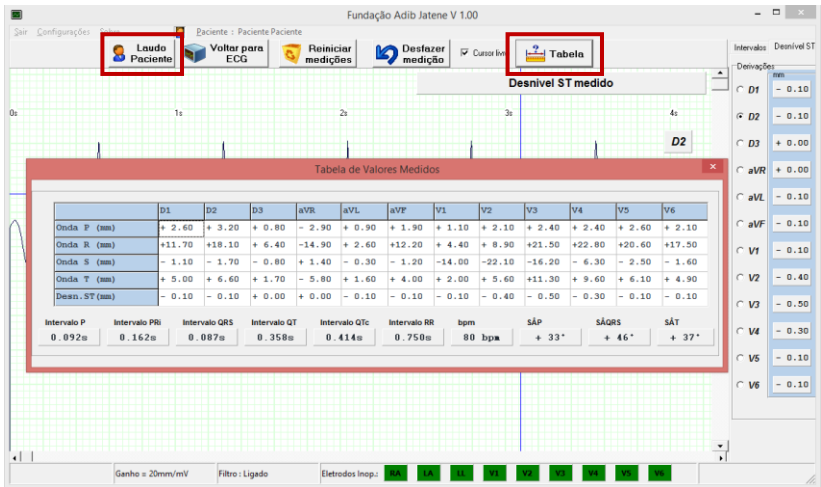 Fundação Adib Jatene V 1.00
Sair Configurações Sobre Paciente : Paciente Paciente
Laudo Paciente
Voltar para ECG
Reiniciar medições
Desfazer medição
Cursor livre
Tabela
Intervalos Desnível ST
Derivações
Desnivel ST medido
mm
0s 1s 2s 3s 4s
D2
D1 - 0.10
D2 - 0.10
D3 + 0.00
aVR + 0.00
aVL - 0.10
aVF - 0.10
V1 - 0.10
V2 - 0.40
V3 - 0.50
V4 - 0.30
V5 - 0.10
V6 - 0.10
Tabela de Valores Medidos
D1 D2 D3 aVR aVL aVF V1 V2 V3 V4 V5 V6
Onda P (mm) + 2.60 + 3.20 + 0.80 - 2.90 + 0.90 + 1.90 + 1.10 + 2.10 + 2.40 + 2.40 + 2.60 + 2.10
Onda R (mm) +11.70 +18.10 + 6.40 -14.90 + 2.60 +12.20 + 4.40 + 8.90 +21.50 +22.80 +20.60 +17.50
Onda S (mm) - 1.10 - 1.70 - 0.80 + 1.40 - 0.30 - 1.20 -14.00 -22.10 -16.20 - 6.30 - 2.50 - 1.60
Onda T (mm) + 5.00 + 6.60 + 1.70 - 5.80 + 1.60 + 4.00 + 2.00 + 5.60 +11.30 + 9.60 + 6.10 + 4.90
Desn.ST(mm) - 0.10 - 0.10 + 0.00 + 0.00 - 0.10 - 0.10 - 0.10 - 0.40 - 0.50 - 0.30 - 0.10 - 0.10
Intervalo P Intervalo PRi Intervalo QRS Intervalo QT Intervalo QTc Intervalo RR bpm SÂP SÂQRS SÂT
0.092s 0.162s 0.087s 0.358s 0.414s 0.750s 80 bpm + 33° + 46° + 37°
Ganho = 20mm/mV Filtro : Ligado Eletrodos Inop.: RA LA LL V1 V2 V3 V4 V5 V6